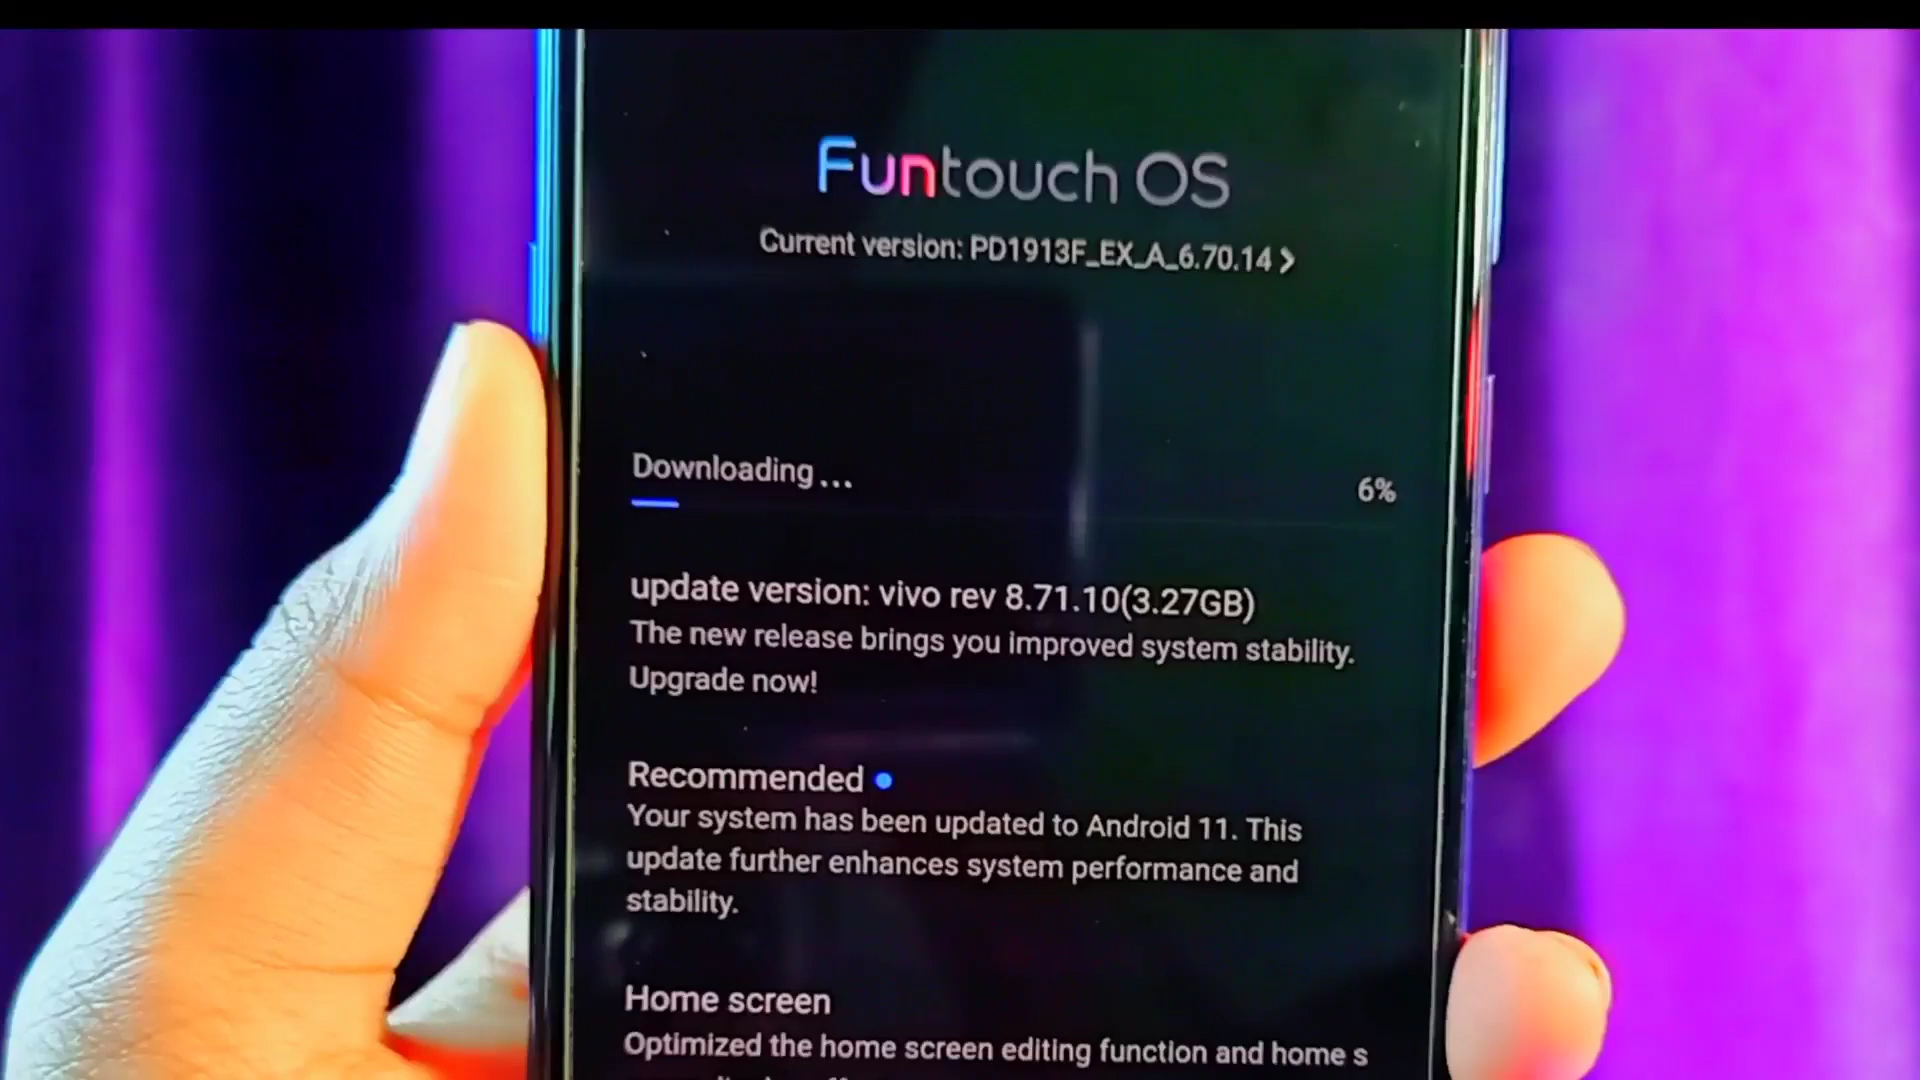 Funtouch OS
Current version: PD1913F_EX_A_6.70.14 >
Downloading ...
6%
update version: vivo rev 8.71.10(3.27GB)
The new release brings you improved system stability.
Upgrade now!
Recommended
Your system has been updated to Android 11. This
update further enhances system performance and
stability.
Home screen
Optimized the home screen editing function and home s